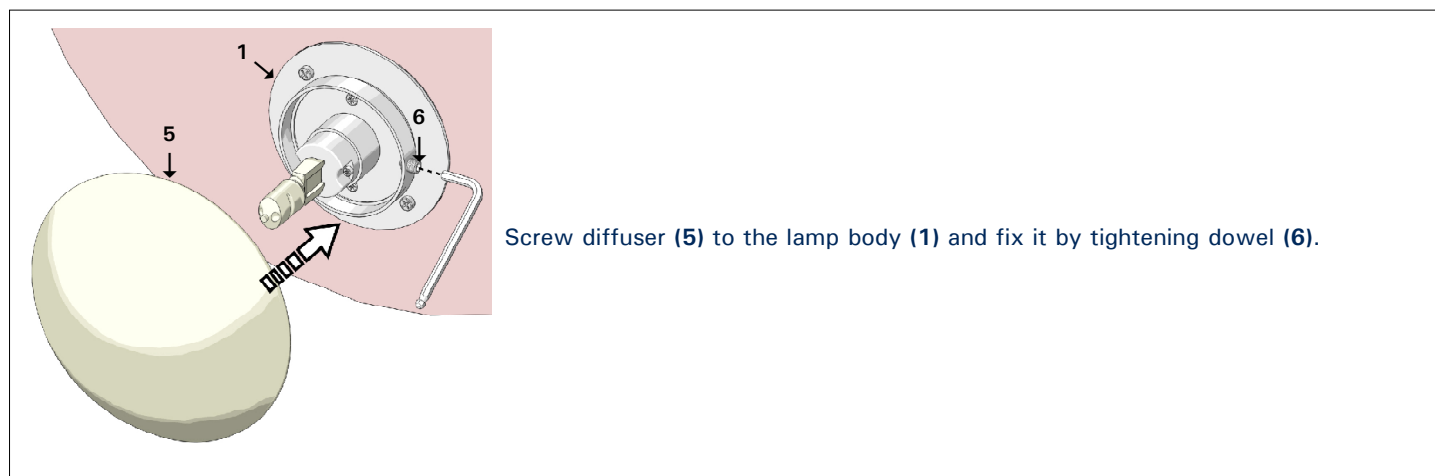 1
6
5
Screw diffuser (5) to the lamp body (1) and fix it by tightening dowel (6).